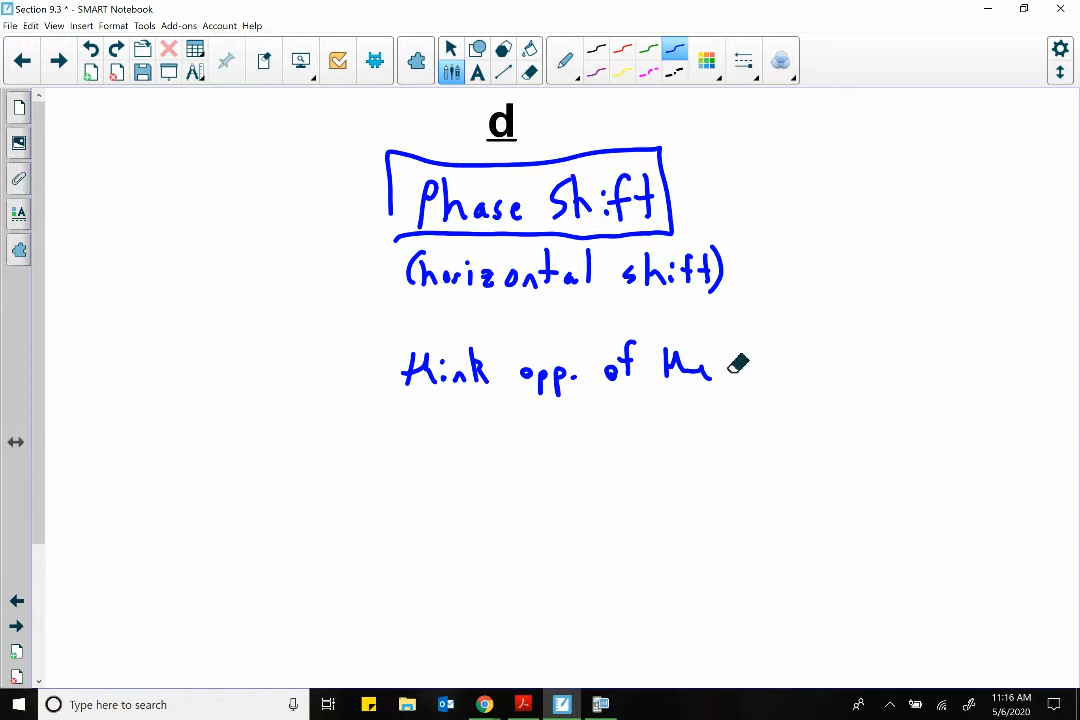 Section 9.3 * - SMART Notebook
File Edit View Insert Format Tools Add-ons Account Help
d
Phase Shift
(horizontal shift)
think opp. of the
Type here to search
11:16 AM
5/6/2020